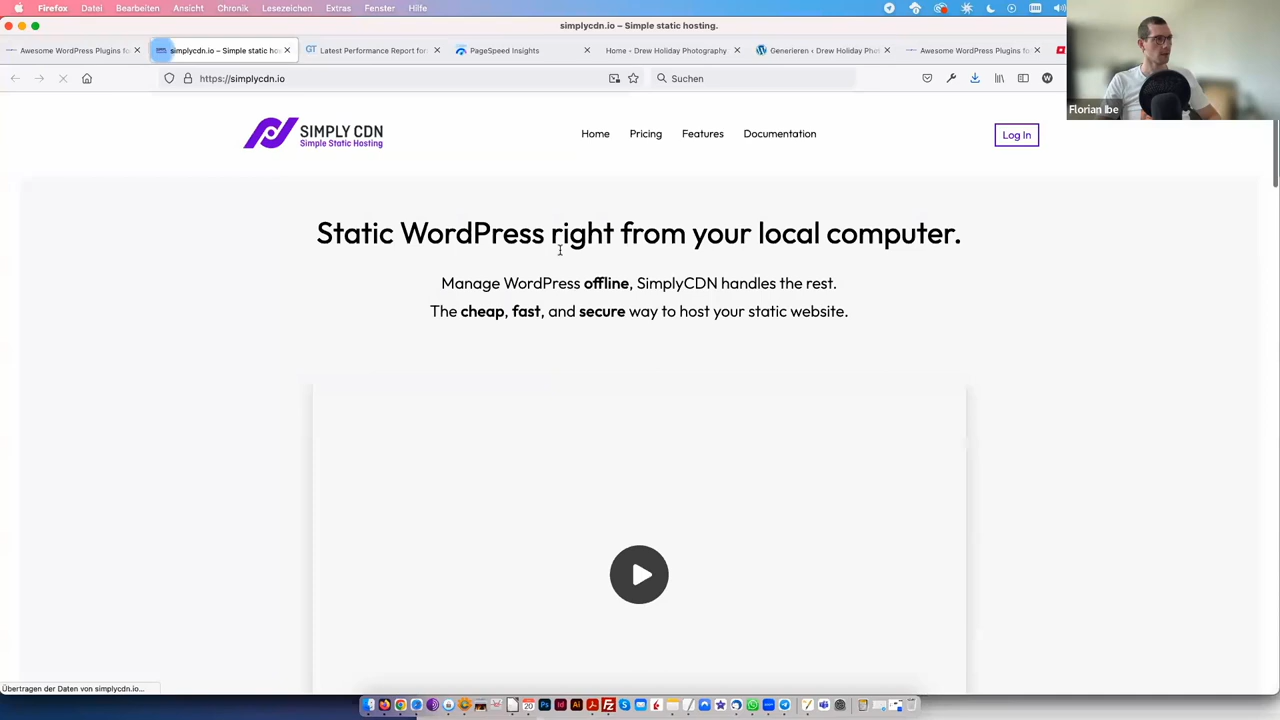 Firefox Datei Bearbeiten Ansicht Chronik Lesezeichen Extras Fenster Hilfe
simplycdn.io – Simple static hosting.
Awesome WordPress Plugins fo
simplycdn.io – Simple static ho
GT Latest Performance Report for
PageSpeed Insights
Home ‹ Drew Holiday Photography
Generieren ‹ Drew Holiday Phot
Awesome WordPress Plugins fo
https://simplycdn.io
Suchen
Florian Ibe
SIMPLY CDN
Simple Static Hosting
Home Pricing Features Documentation
Log In
Static WordPress right from your local computer.
Manage WordPress offline, SimplyCDN handles the rest.
The cheap, fast, and secure way to host your static website.
Übertragen der Daten von simplycdn.io...